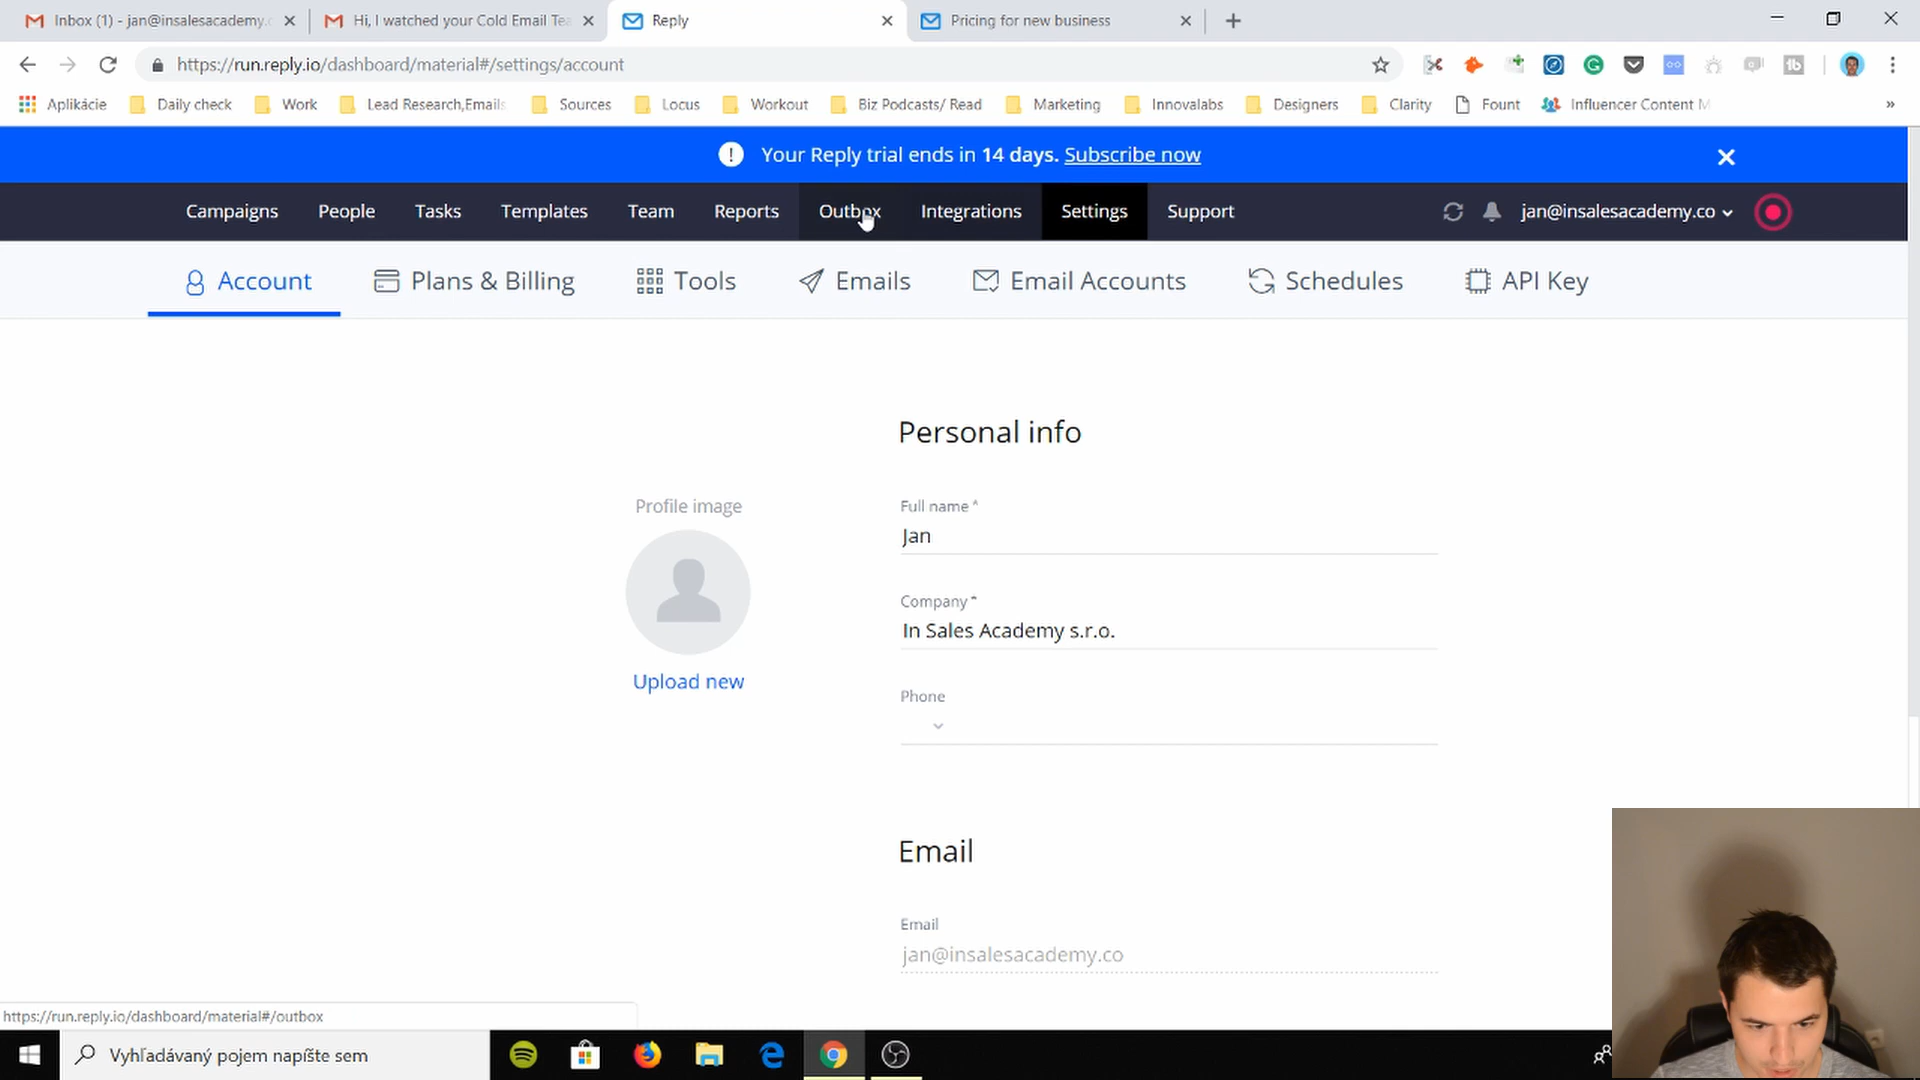 Inbox (1) - jan@insalesacademy.
Hi, I watched your Cold Email Te
Reply
Pricing for new business
https://run.reply.io/dashboard/material#/settings/account
Aplikácie
Daily check
Work
Lead Research,Emails
Sources
Locus
Workout
Biz Podcasts/ Read
Marketing
Innovalabs
Designers
Clarity
Fount
Influencer Content M
»
Your Reply trial ends in 14 days. Subscribe now
Campaigns
People
Tasks
Templates
Team
Reports
Outbox
Integrations
Settings
Support
jan@insalesacademy.co
Account
Plans & Billing
Tools
Emails
Email Accounts
Schedules
API Key
Personal info
Profile image
Upload new
Full name *
Jan
Company *
In Sales Academy s.r.o.
Phone
Email
Email
jan@insalesacademy.co
https://run.reply.io/dashboard/material#/outbox
Vyhľadávaný pojem napíšte sem